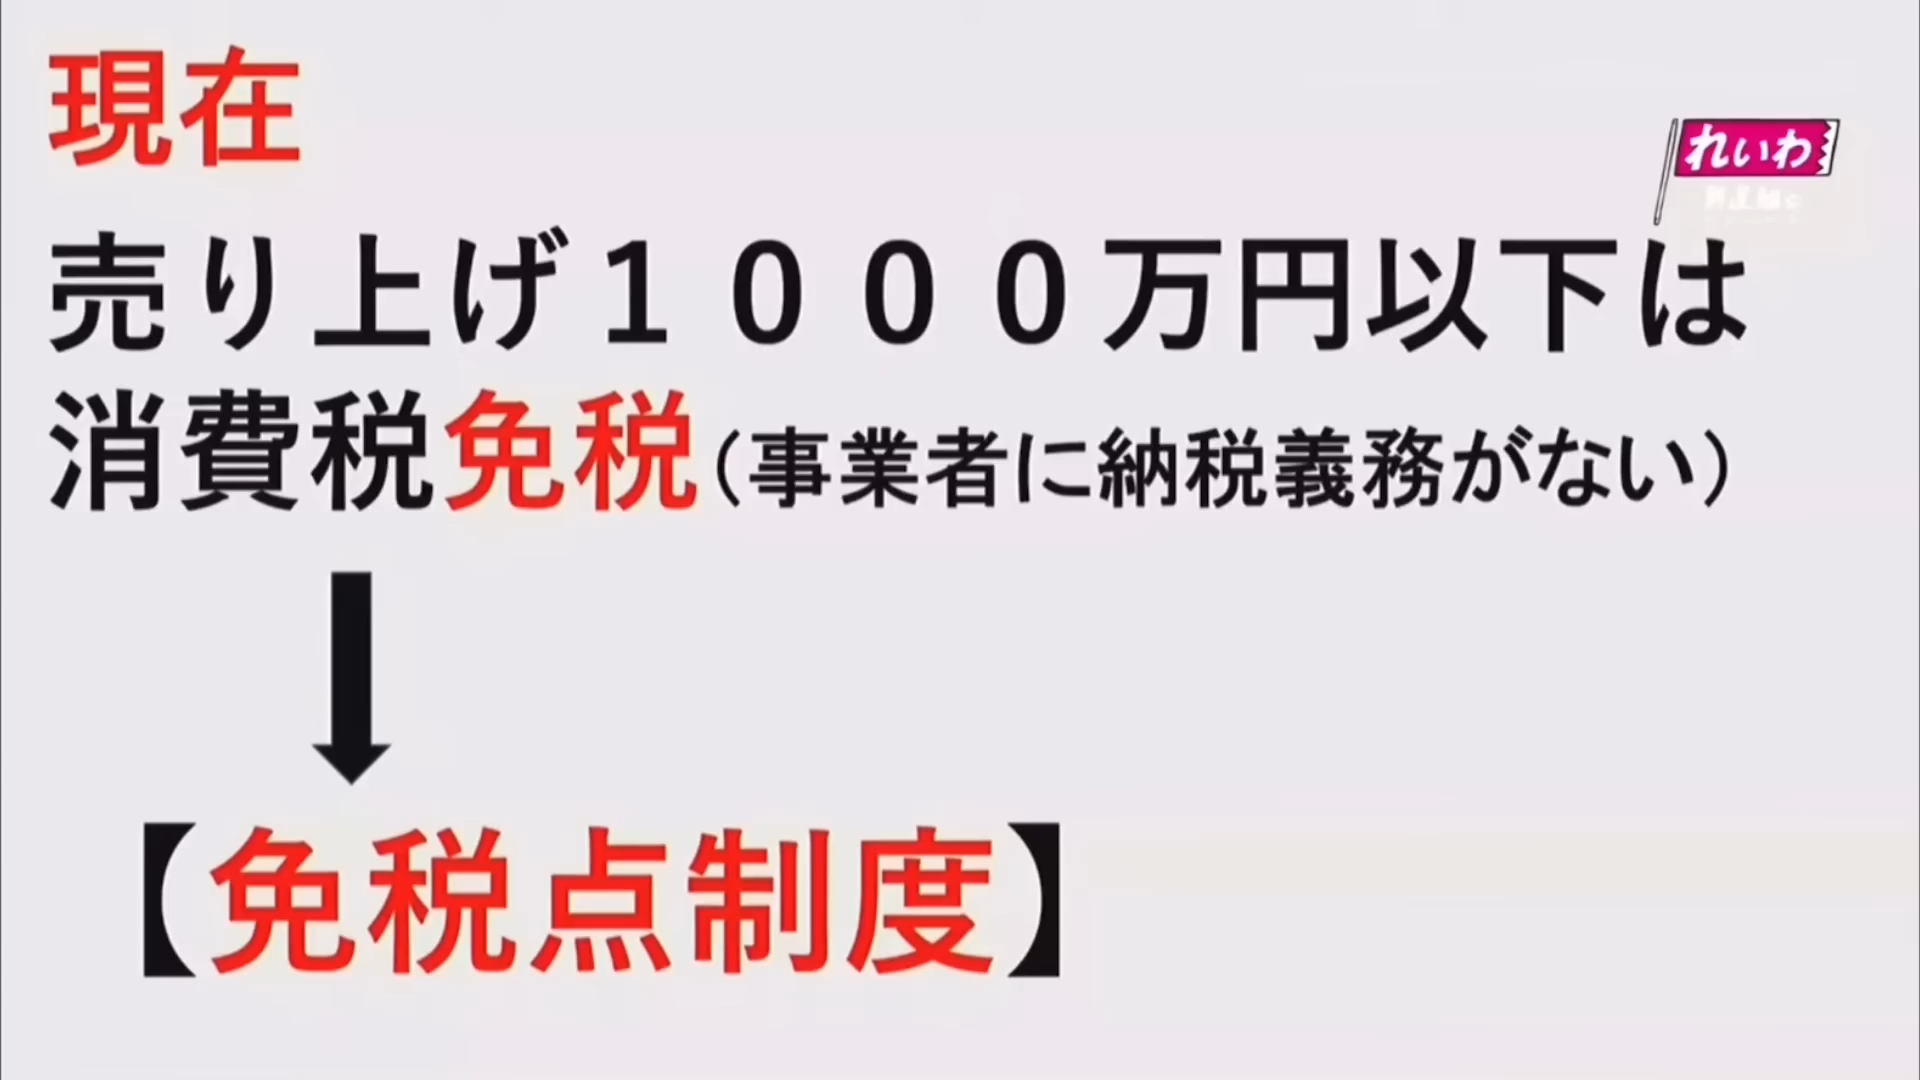 現在
れいわ
売り上げ1000万円以下は
消費税免税(事業者に納税義務がない)
【免税点制度】